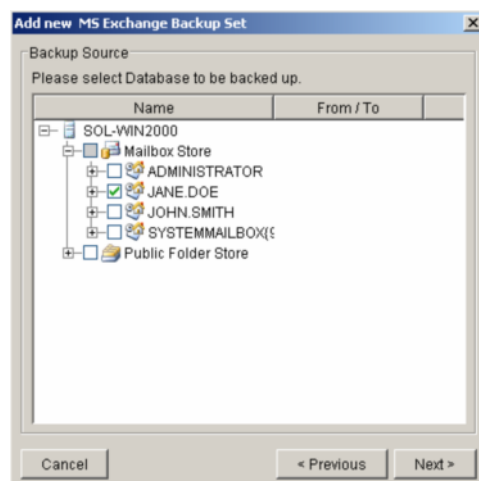 Add new MS Exchange Backup Set
Backup Source
Please select Database to be backed up.
Name From / To
SOL-WIN2000
Mailbox Store
ADMINISTRATOR
JANE.DOE
JOHN.SMITH
SYSTEMMAILBOX(
Public Folder Store
Cancel < Previous Next >